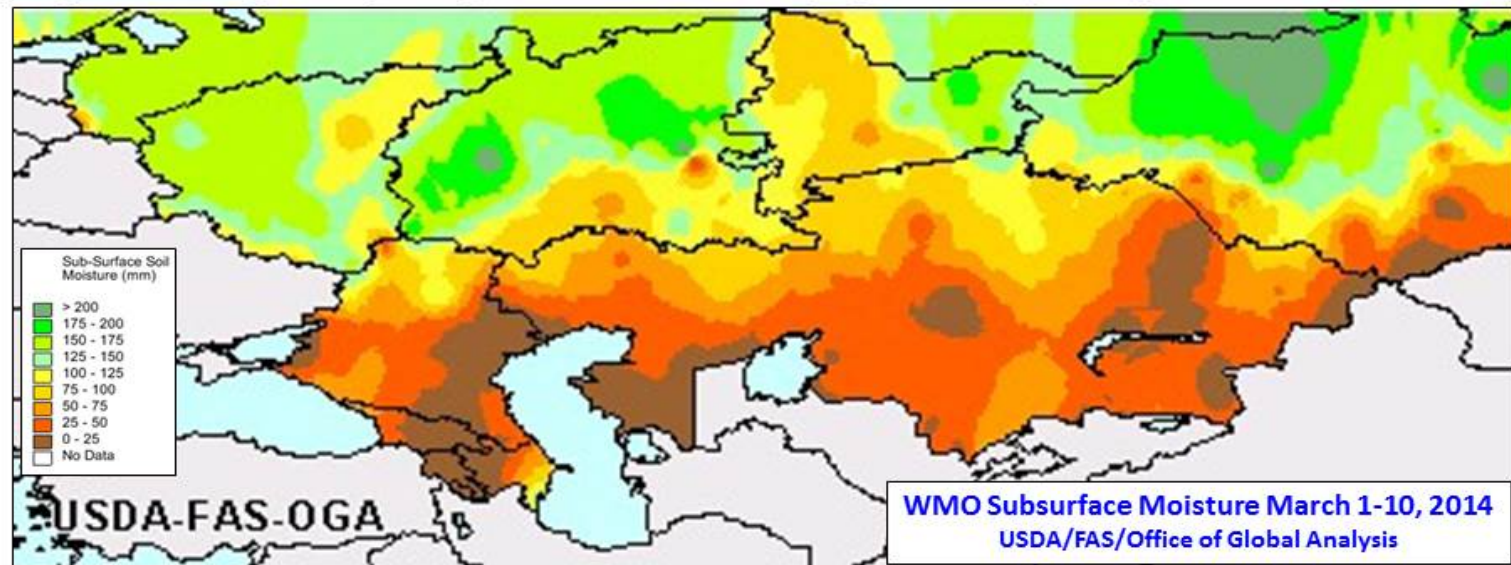 Sub-Surface Soil
Moisture (mm)
> 200
175 - 200
150 - 175
125 - 150
100 - 125
75 - 100
50 - 75
25 - 50
0 - 25
No Data
USDA-FAS-OGA
WMO Subsurface Moisture March 1-10, 2014
USDA/FAS/Office of Global Analysis